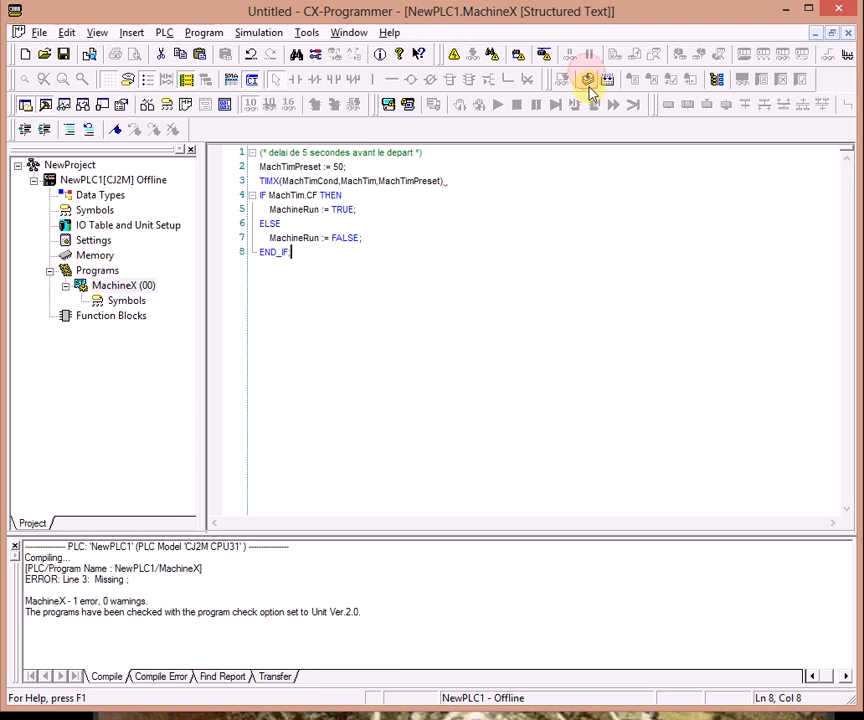 Untitled - CX-Programmer - [NewPLC1.MachineX [Structured Text]]
File Edit View Insert PLC Program Simulation Tools Window Help
10 10 16
NewProject
NewPLC1[CJ2M] Offline
Data Types
Symbols
IO Table and Unit Setup
Settings
Memory
Programs
MachineX (00)
Symbols
Function Blocks
Project
1 (* delai de 5 secondes avant le depart *)
2 MachTimPreset := 50;
3 TIMX(MachTimCond,MachTim,MachTimPreset)
4 IF MachTim.CF THEN
5 MachineRun := TRUE;
6 ELSE
7 MachineRun := FALSE;
8 END_IF;
---------------- PLC: 'NewPLC1' (PLC Model 'CJ2M CPU31') ----------------
Compiling...
[PLC/Program Name : NewPLC1/MachineX]
ERROR: Line 3: Missing ;
MachineX - 1 error, 0 warnings.
The programs have been checked with the program check option set to Unit Ver.2.0.
Compile Compile Error Find Report Transfer
For Help, press F1 NewPLC1 - Offline Ln 8, Col 8